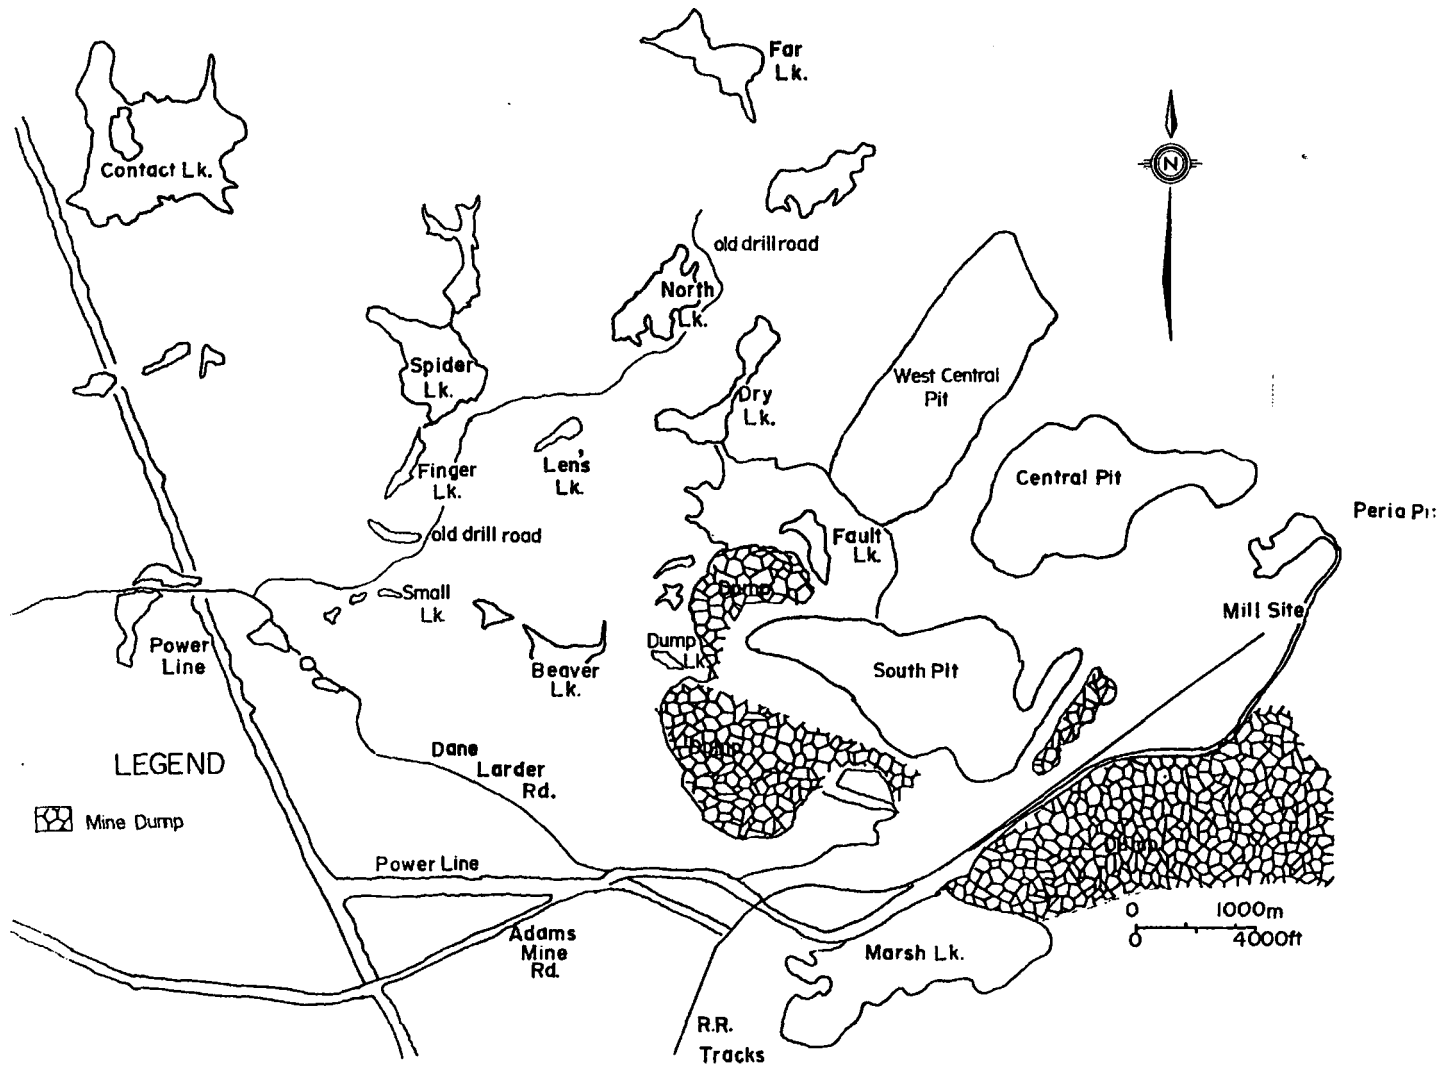 Far
Lk.
Contact Lk.
N
old drill road
North
Lk.
Spider
Lk.
West Central
Pit
Dry
Lk.
Finger
Lk.
Len's
Lk.
Central Pit
Peria Pit
old drill road
Fault
Lk.
Small
Lk.
Dump
Mill Site
Power
Line
Dump
Lk.
Beaver
Lk.
South Pit
Dump
LEGEND
Mine Dump
Dane
Larder
Rd.
Power Line
Dump
0 1000m
0 4000ft
Adams
Mine
Rd.
Marsh Lk.
R.R.
Tracks